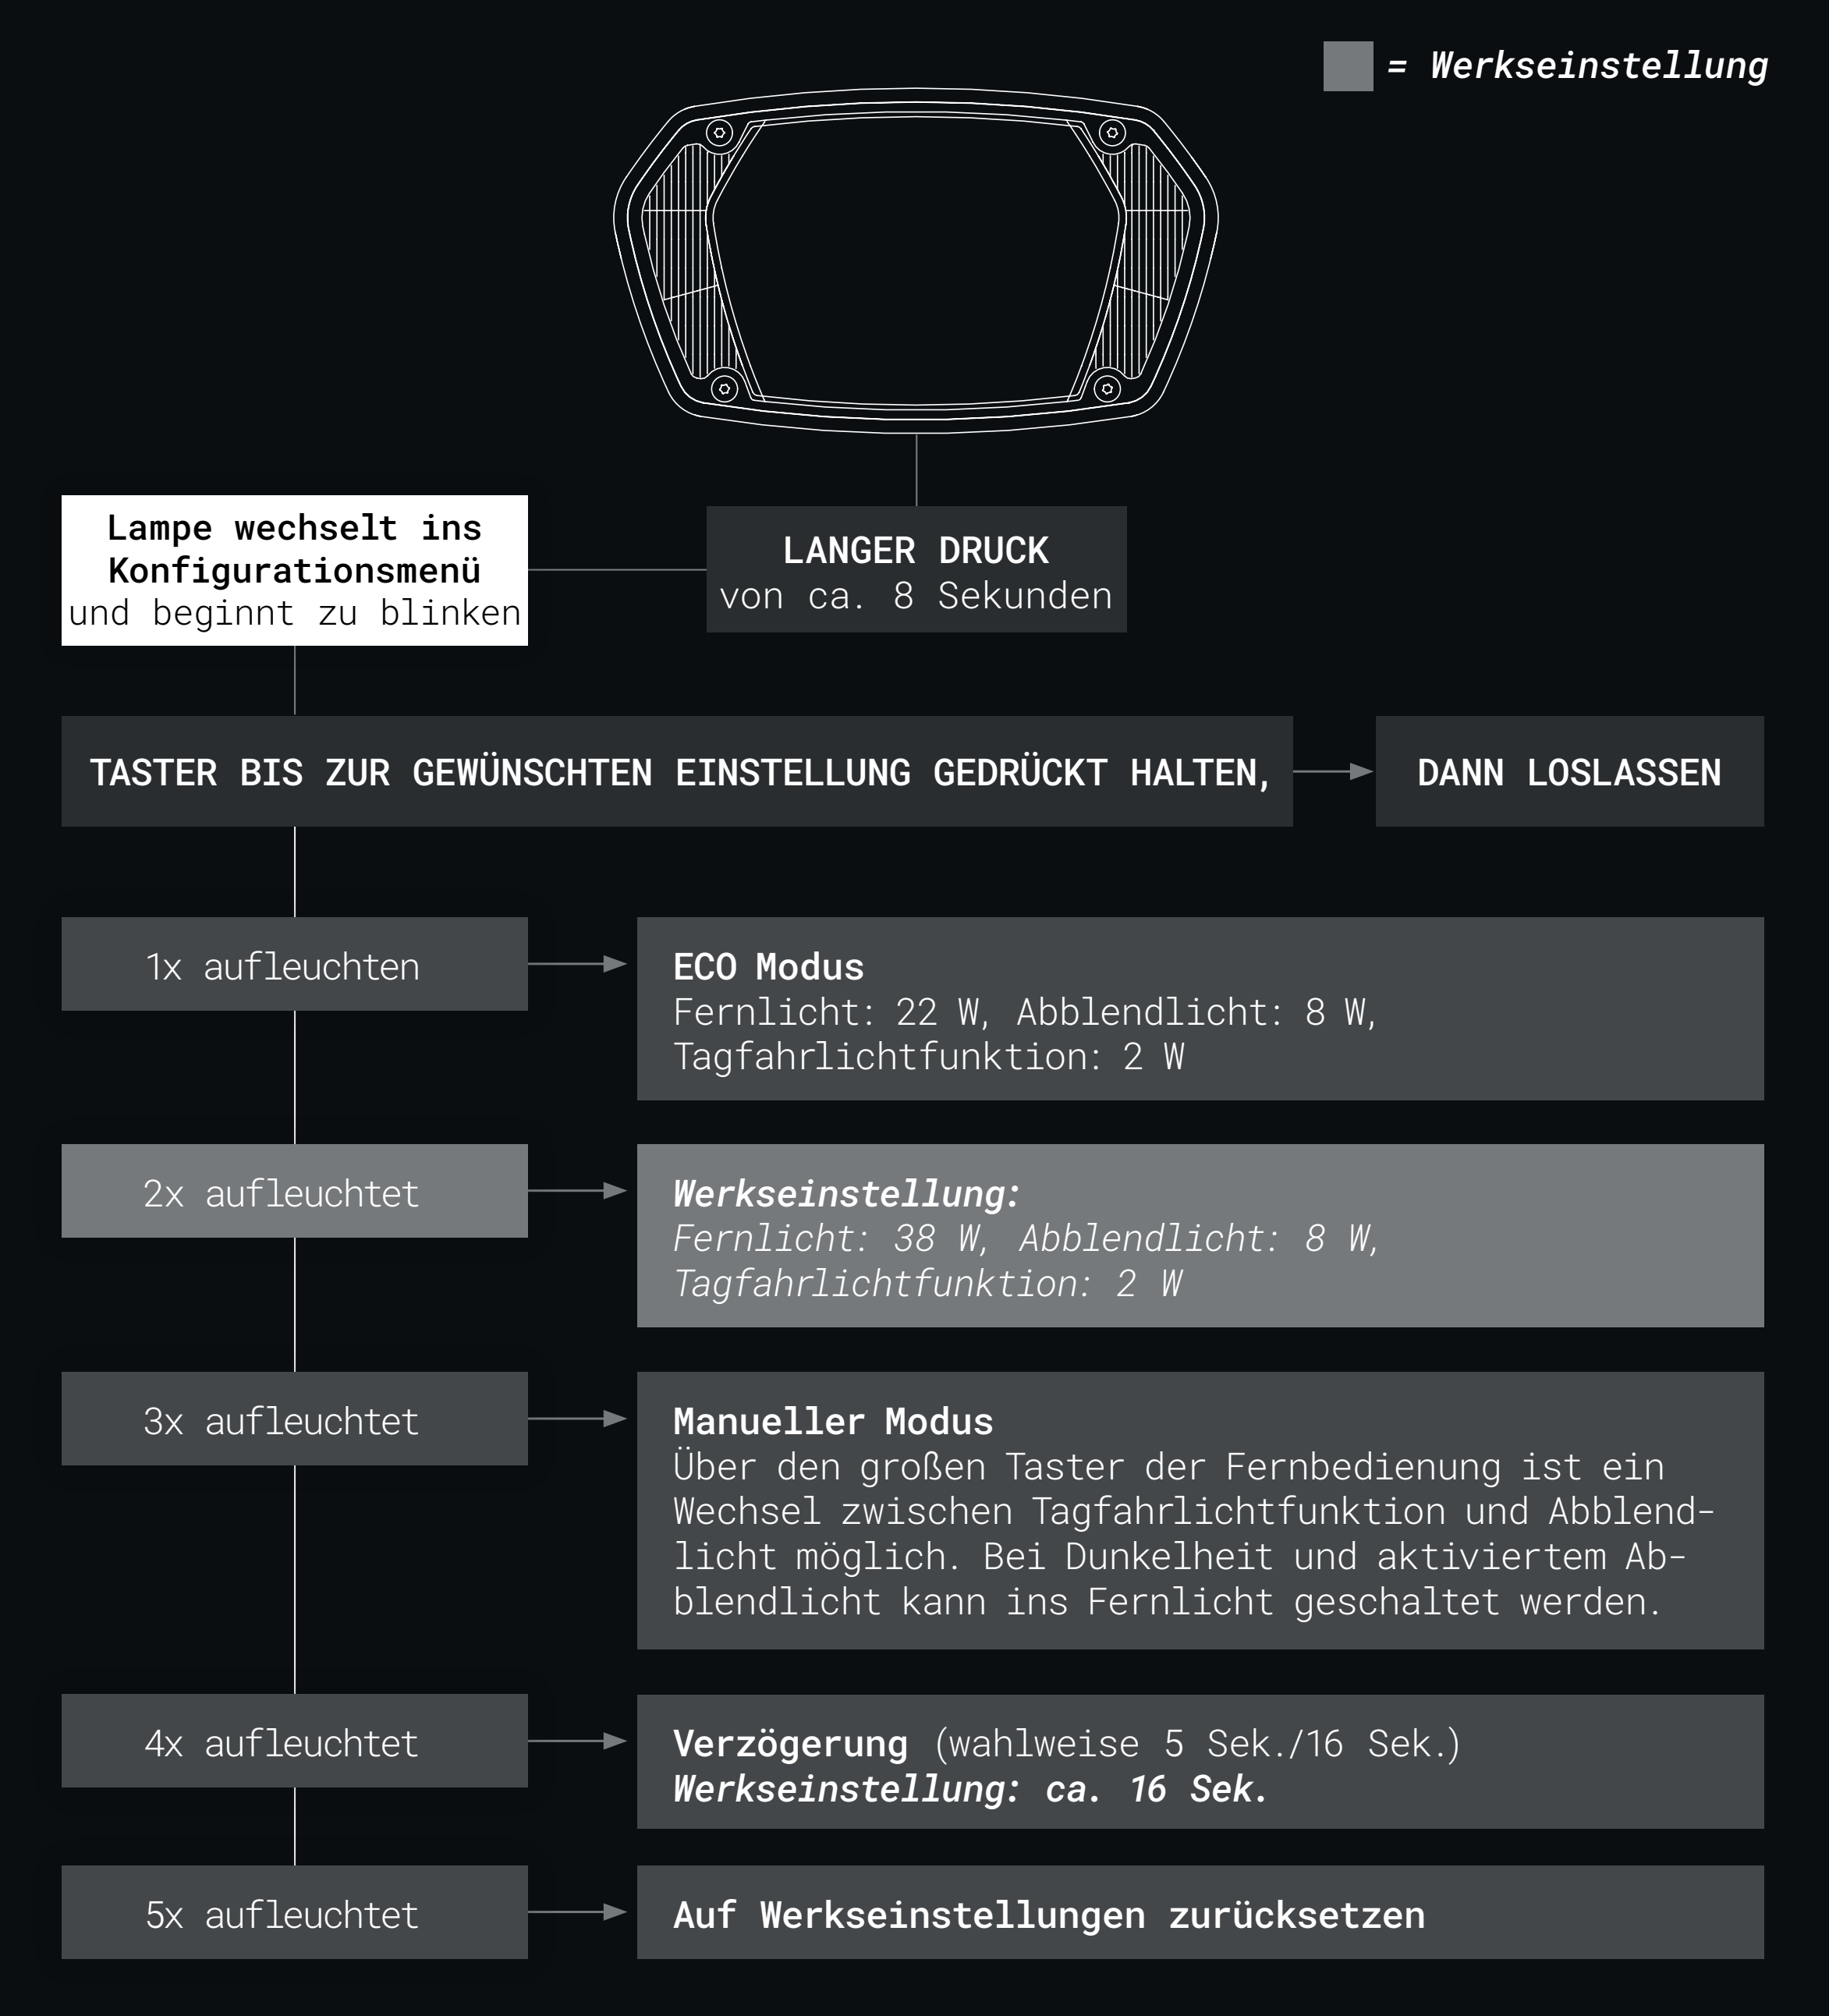 = Werkseinstellung
Lampe wechselt ins
Konfigurationsmenü
und beginnt zu blinken
LANGER DRUCK
von ca. 8 Sekunden
TASTER BIS ZUR GEWÜNSCHTEN EINSTELLUNG GEDRÜCKT HALTEN,
DANN LOSLASSEN
1x aufleuchten
ECO Modus
Fernlicht: 22 W, Abblendlicht: 8 W,
Tagfahrlichtfunktion: 2 W
2x aufleuchtet
Werkseinstellung:
Fernlicht: 38 W, Abblendlicht: 8 W,
Tagfahrlichtfunktion: 2 W
3x aufleuchtet
Manueller Modus
Über den großen Taster der Fernbedienung ist ein
Wechsel zwischen Tagfahrlichtfunktion und Abblend-
licht möglich. Bei Dunkelheit und aktiviertem Ab-
blendlicht kann ins Fernlicht geschaltet werden.
4x aufleuchtet
Verzögerung (wahlweise 5 Sek./16 Sek.)
Werkseinstellung: ca. 16 Sek.
5x aufleuchtet
Auf Werkseinstellungen zurücksetzen